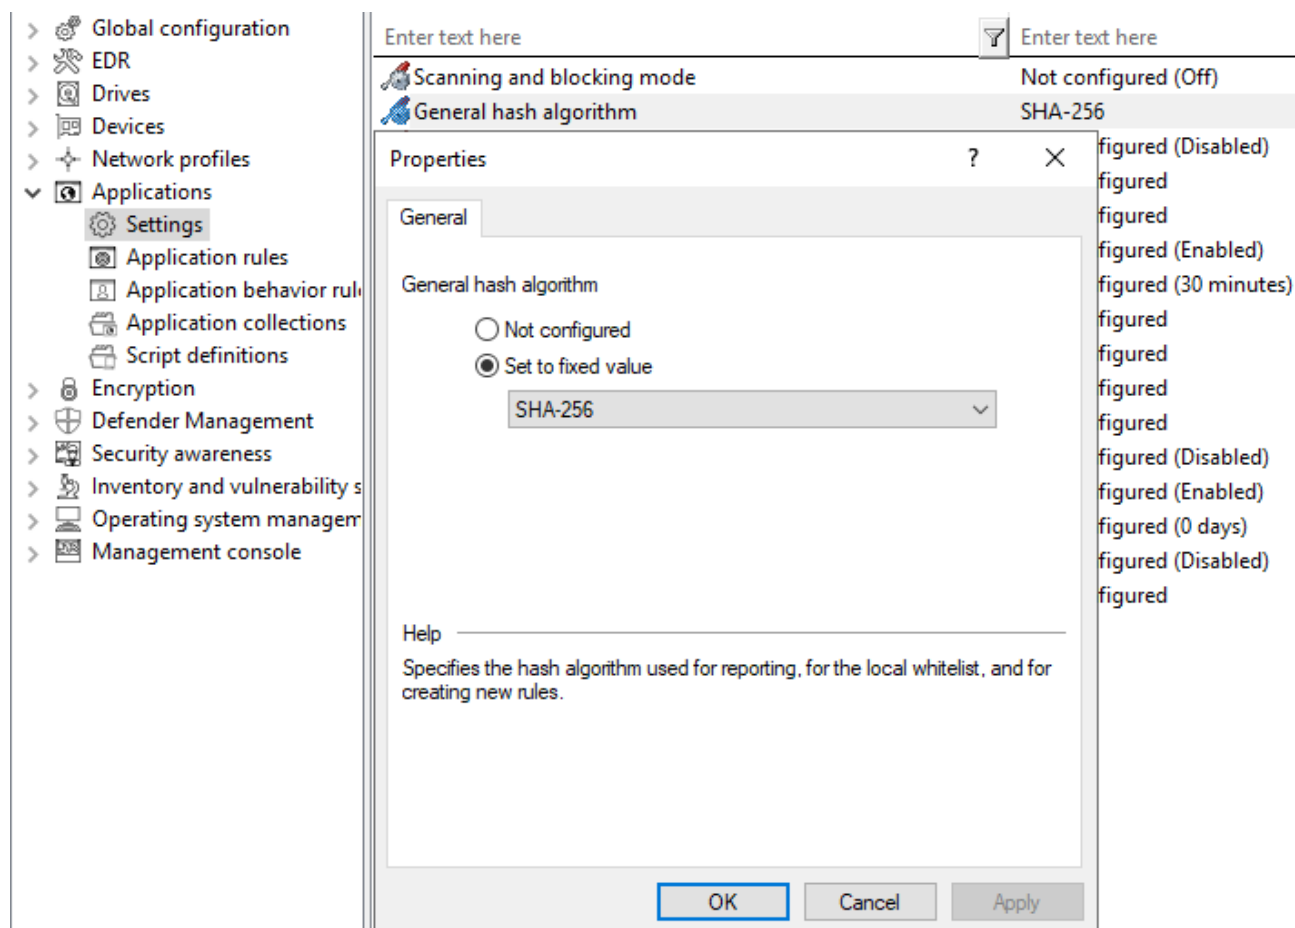 Global configuration
EDR
Drives
Devices
Network profiles
Applications
Settings
Application rules
Application behavior rul
Application collections
Script definitions
Encryption
Defender Management
Security awareness
Inventory and vulnerability s
Operating system managem
Management console
Enter text here
Enter text here
Scanning and blocking mode
Not configured (Off)
General hash algorithm
SHA-256
Properties
?
General
General hash algorithm
Not configured
Set to fixed value
SHA-256
Help
Specifies the hash algorithm used for reporting, for the local whitelist, and for
creating new rules.
OK
Cancel
Apply
figured (Disabled)
figured
figured
figured (Enabled)
figured (30 minutes)
figured
figured
figured
figured
figured (Disabled)
figured (Enabled)
figured (0 days)
figured (Disabled)
figured